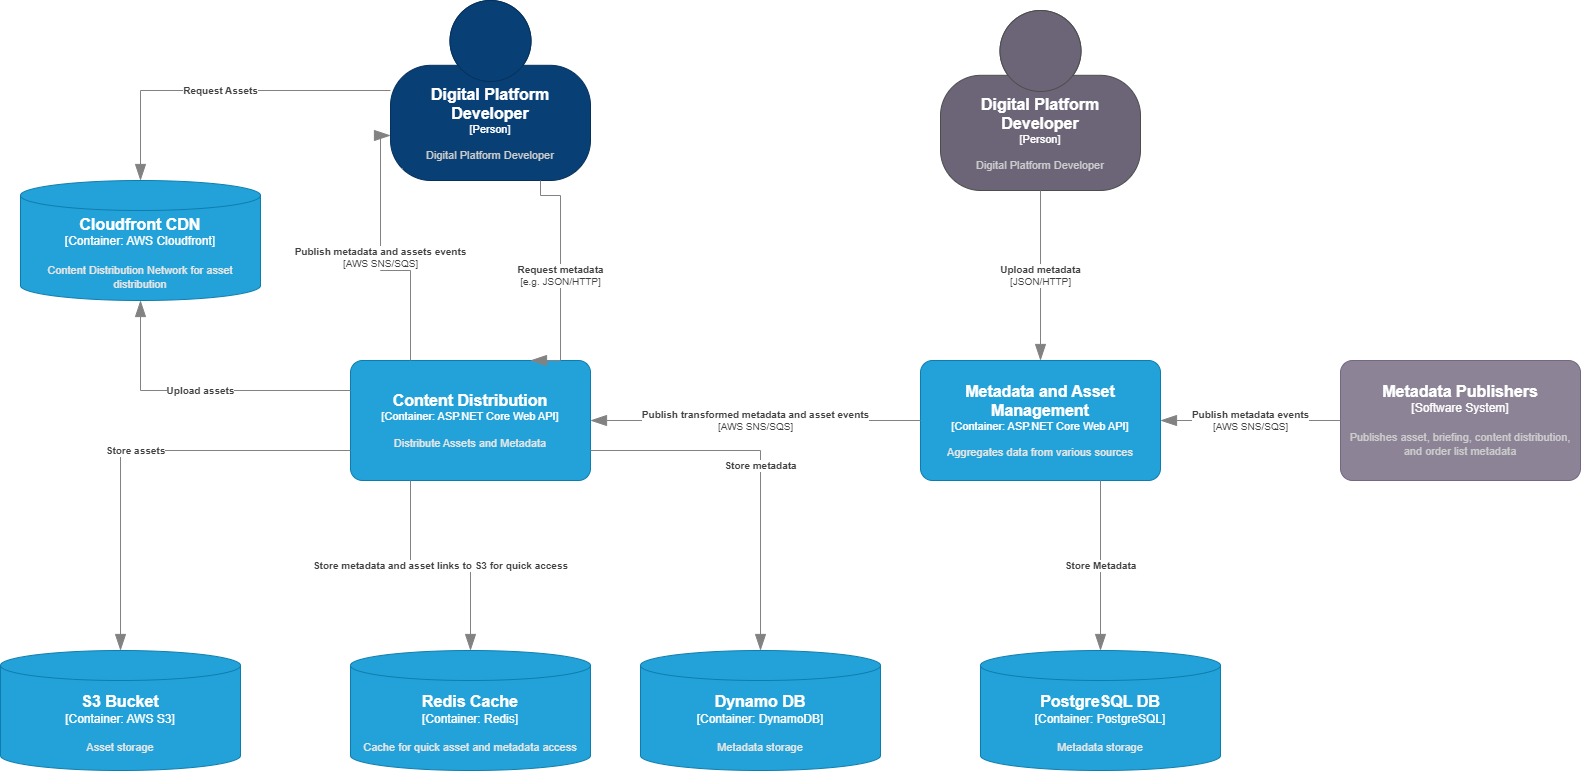 Digital Platform
Developer
[Person]
Digital Platform Developer
Digital Platform
Developer
[Person]
Digital Platform Developer
Request Assets
Cloudfront CDN
[Container: AWS Cloudfront]
Content Distribution Network for asset
distribution
Publish metadata and assets events
[AWS SNS/SQS]
Request metadata
[e.g. JSON/HTTP]
Upload metadata
[JSON/HTTP]
Upload assets
Content Distribution
[Container: ASP.NET Core Web API]
Distribute Assets and Metadata
Publish transformed metadata and asset events
[AWS SNS/SQS]
Metadata and Asset
Management
[Container: ASP.NET Core Web API]
Aggregates data from various sources
Publish metadata events
[AWS SNS/SQS]
Metadata Publishers
[Software System]
Publishes asset, briefing, content distribution,
and order list metadata
Store assets
Store metadata
Store metadata and asset links to S3 for quick access
Store Metadata
S3 Bucket
[Container: AWS S3]
Asset storage
Redis Cache
[Container: Redis]
Cache for quick asset and metadata access
Dynamo DB
[Container: DynamoDB]
Metadata storage
PostgreSQL DB
[Container: PostgreSQL]
Metadata storage